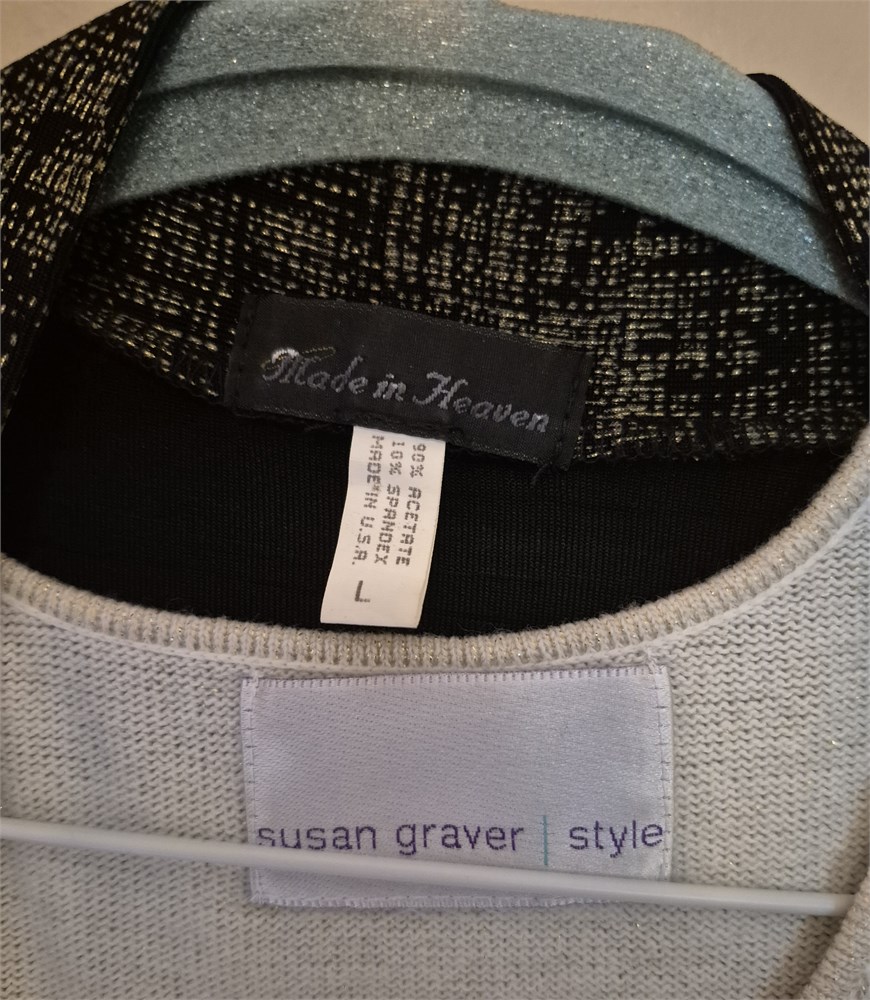 Made in Heaven
90% ACETATE
10% SPANDEX
MADE IN U.S.A.
L
susan graver | style